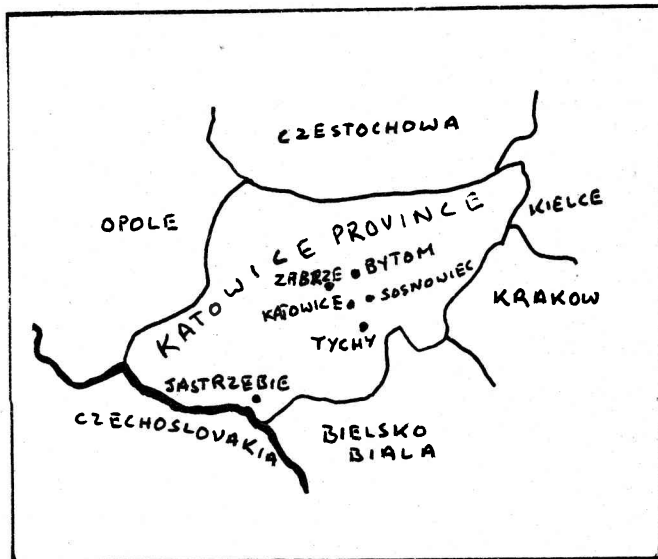 CZESTOCHOWA
OPOLE
KIELCE
KATOWICE PROVINCE
ZABRZE
BYTOM
KATOWICE
SOSNOWIEC
KRAKOW
TYCHY
JASTRZEBIE
CZECHOSLOVAKIA
BIELSKO
BIALA